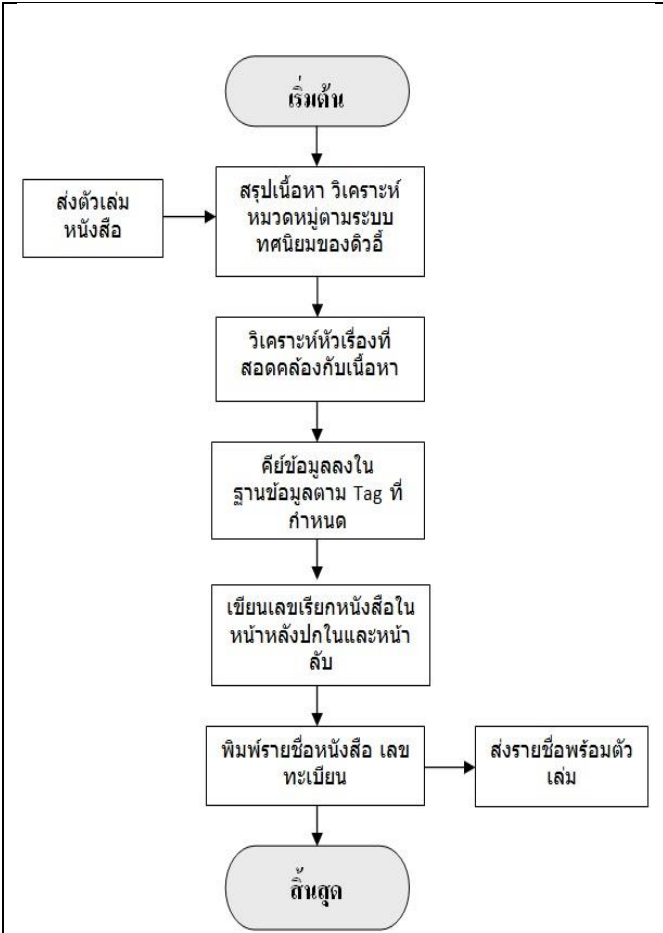 เริ่มต้น
ส่งตัวเล่ม
หนังสือ
สรุปเนื้อหา วิเคราะห์
หมวดหมู่ตามระบบ
ทศนิยมของดิวอี้
วิเคราะห์หัวเรื่องที่
สอดคล้องกับเนื้อหา
คีย์ข้อมูลลงใน
ฐานข้อมูลตาม Tag ที่
กำหนด
เขียนเลขเรียกหนังสือใน
หน้าหลังปกในและหน้า
ลับ
พิมพ์รายชื่อหนังสือ เลข
ทะเบียน
ส่งรายชื่อพร้อมตัว
เล่ม
สิ้นสุด